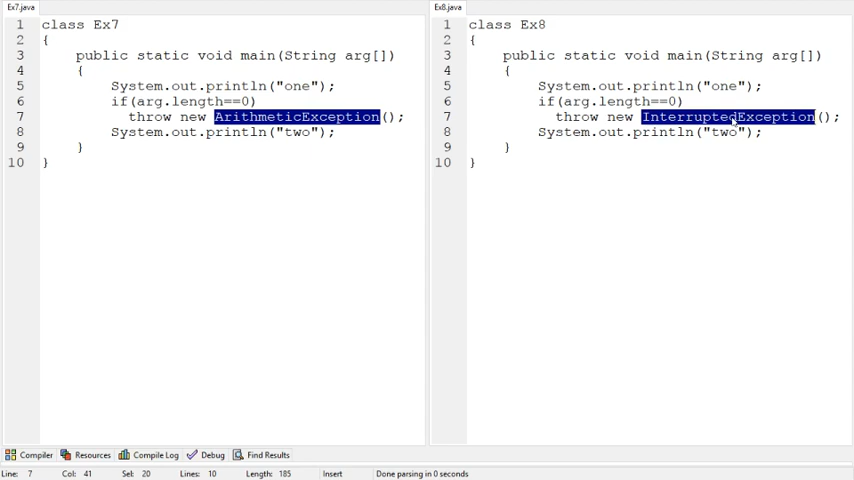 Ex7.java
1 class Ex7
2 {
3 public static void main(String arg[])
4 {
5 System.out.println("one");
6 if(arg.length==0)
7 throw new ArithmeticException();
8 System.out.println("two");
9 }
10 }
Ex8.java
1 class Ex8
2 {
3 public static void main(String arg[])
4 {
5 System.out.println("one");
6 if(arg.length==0)
7 throw new InterruptedException();
8 System.out.println("two");
9 }
10 }
Compiler Resources Compile Log Debug Find Results
Line: 7 Col: 41 Sel: 20 Lines: 10 Length: 185 Insert Done parsing in 0 seconds